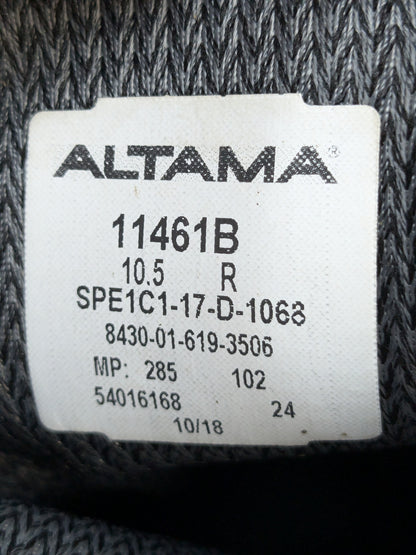 ALTAMA®
11461B
10.5 R
SPE1C1-17-D-1068
8430-01-619-3506
MP: 285 102
54016168 24
10/18